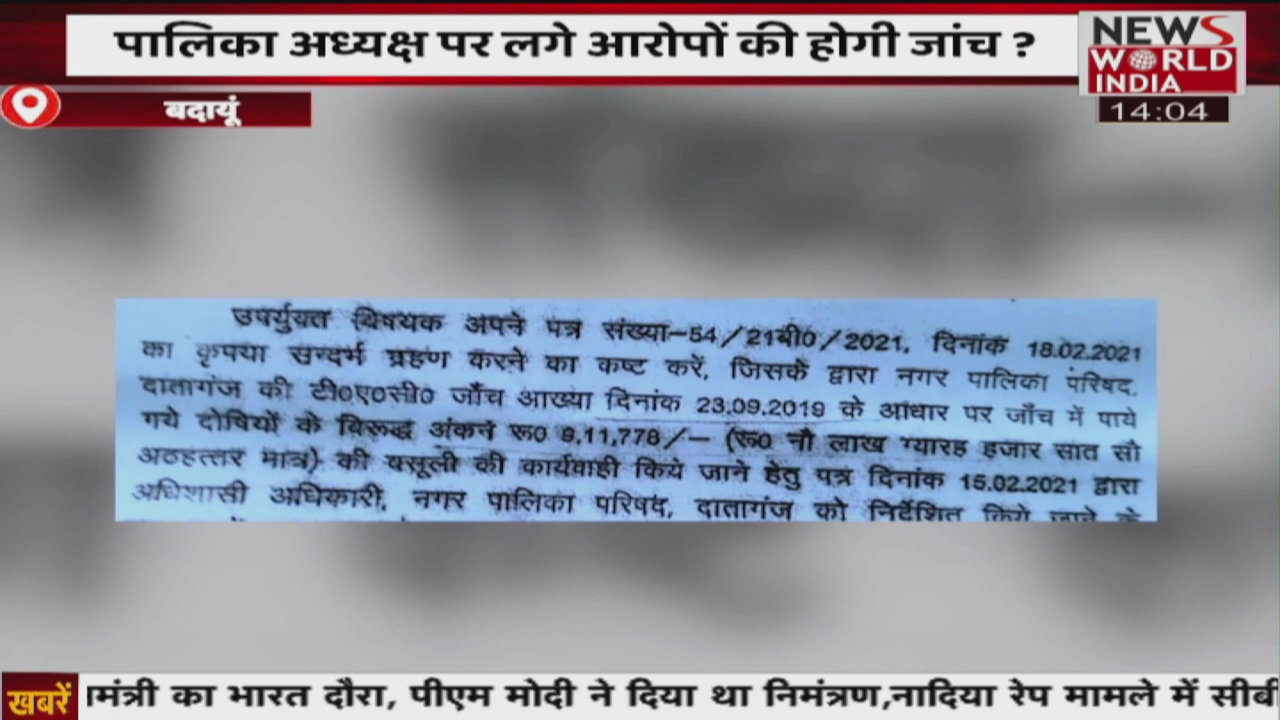 पालिका अध्यक्ष पर लगे आरोपों की होगी जांच ?
NEWS
WORLD
INDIA
14:04
बदायूं
उपर्युक्त विषयक अपने पत्र संख्या-54/21बी0/2021, दिनांक 18.02.2021
का कृपया सन्दर्भ ग्रहण करने का कष्ट करें, जिसके द्वारा नगर पालिका परिषद,
दातागंज की टी0ए0सी0 जाँच आख्या दिनांक 23.09.2019 के आधार पर जाँच में पाये
गये दोषियों के विरूद्ध अंकन रू0 9,11,778/- (रू0 नौ लाख ग्यारह हजार सात सौ
अठहत्तर मात्र) की वसूली की कार्यवाही किये जाने हेतु पत्र दिनांक 15.02.2021 द्वारा
अधिशासी अधिकारी, नगर पालिका परिषद, दातागंज को निर्देशित किये जाने के
खबरें
मंत्री का भारत दौरा, पीएम मोदी ने दिया था निमंत्रण,नादिया रेप मामले में सीबी